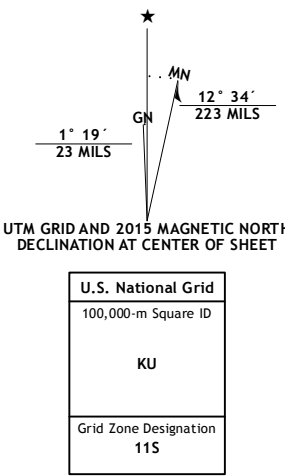 ★
MN
GN
12° 34´
223 MILS
1° 19´
23 MILS
UTM GRID AND 2015 MAGNETIC NORTH
DECLINATION AT CENTER OF SHEET
U.S. National Grid
100,000-m Square ID
KU
Grid Zone Designation
11S